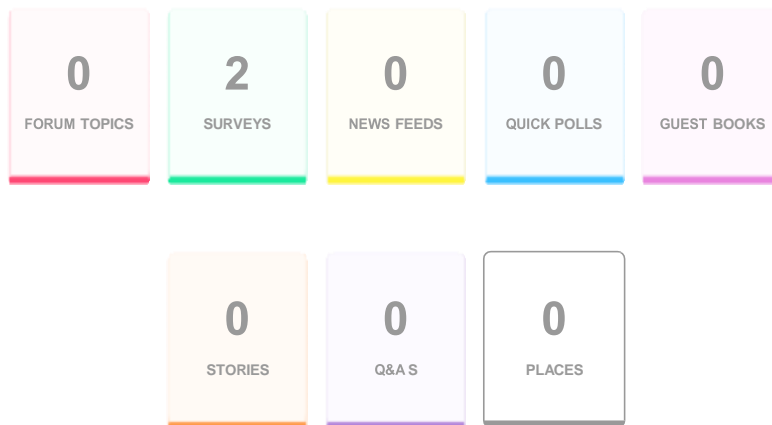 0
FORUM TOPICS
2
SURVEYS
0
NEWS FEEDS
0
QUICK POLLS
0
GUEST BOOKS
0
STORIES
0
Q&A S
0
PLACES